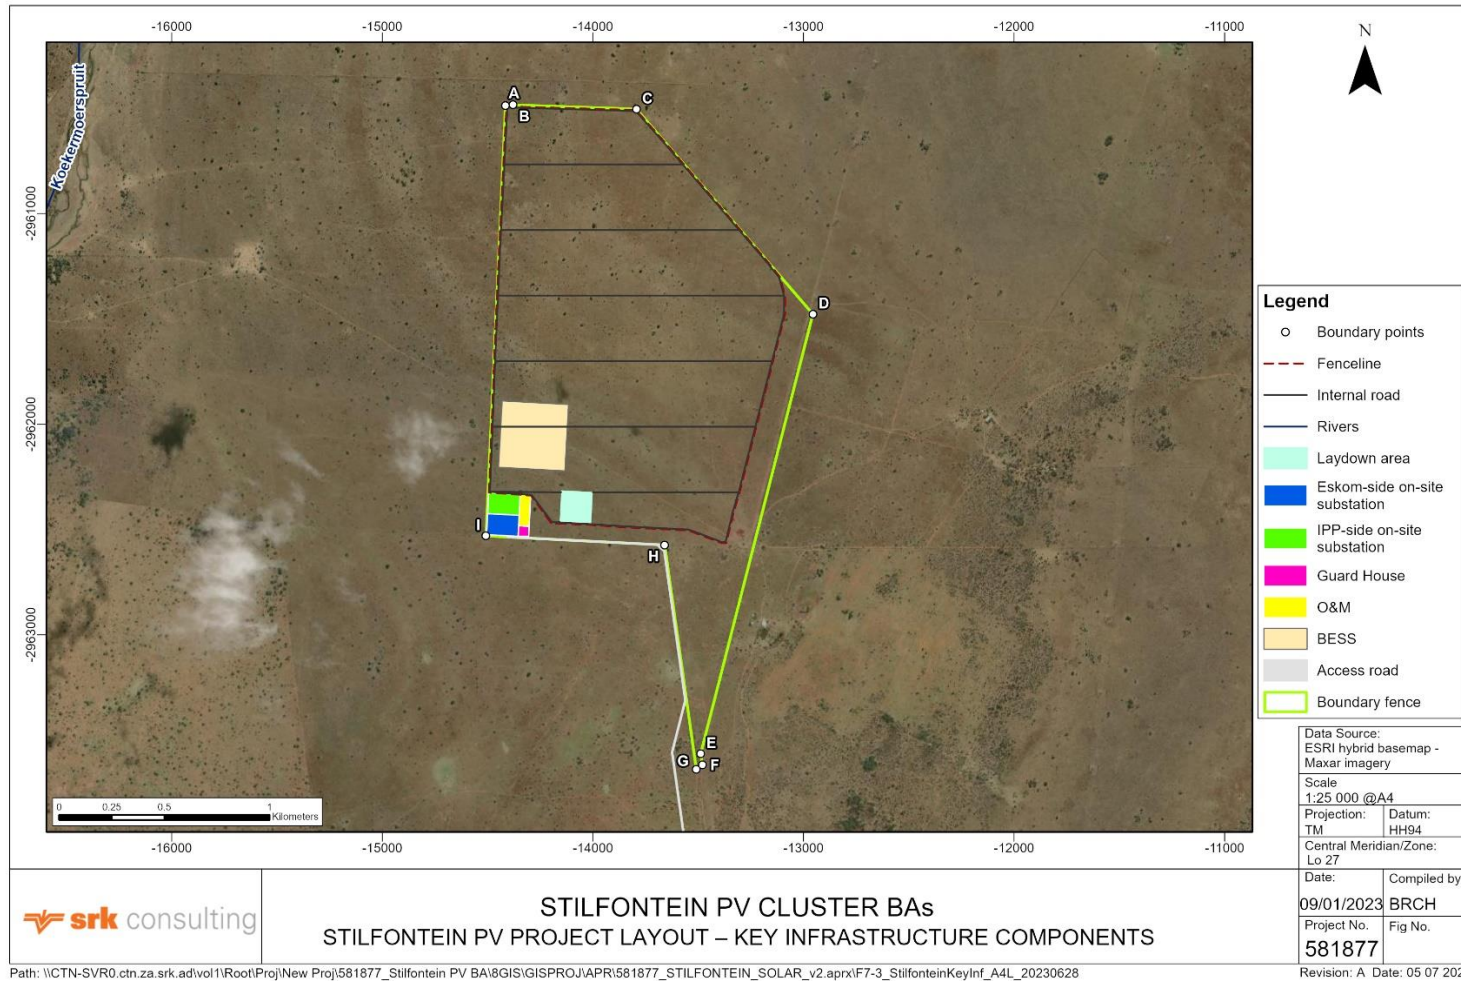 -16000
-15000
-14000
-13000
-12000
-11000
N
Koekemoerspruit
A
B
C
D
E
F
G
H
I
-2961000
-2962000
-2963000
0 0.25 0.5 1
Kilometers
-16000
-15000
-14000
-13000
-12000
-11000
Legend
Boundary points
Fenceline
Internal road
Rivers
Laydown area
Eskom-side on-site
substation
IPP-side on-site
substation
Guard House
O&M
BESS
Access road
Boundary fence
Data Source:
ESRI hybrid basemap -
Maxar imagery
Scale
1:25 000 @A4
Projection:
TM
Datum:
HH94
Central Meridian/Zone:
Lo 27
Date:
09/01/2023
Compiled by
BRCH
Project No.
581877
Fig No.
srk consulting
STILFONTEIN PV CLUSTER BAs
STILFONTEIN PV PROJECT LAYOUT – KEY INFRASTRUCTURE COMPONENTS
Path: \\CTN-SVR0.ctn.za.srk.ad\vol1\Root\Proj\New Proj\581877_Stilfontein PV BA\8GIS\GISPROJ\APR\581877_STILFONTEIN_SOLAR_v2.aprx\F7-3_StilfonteinKeyInf_A4L_20230628
Revision: A Date: 05 07 202